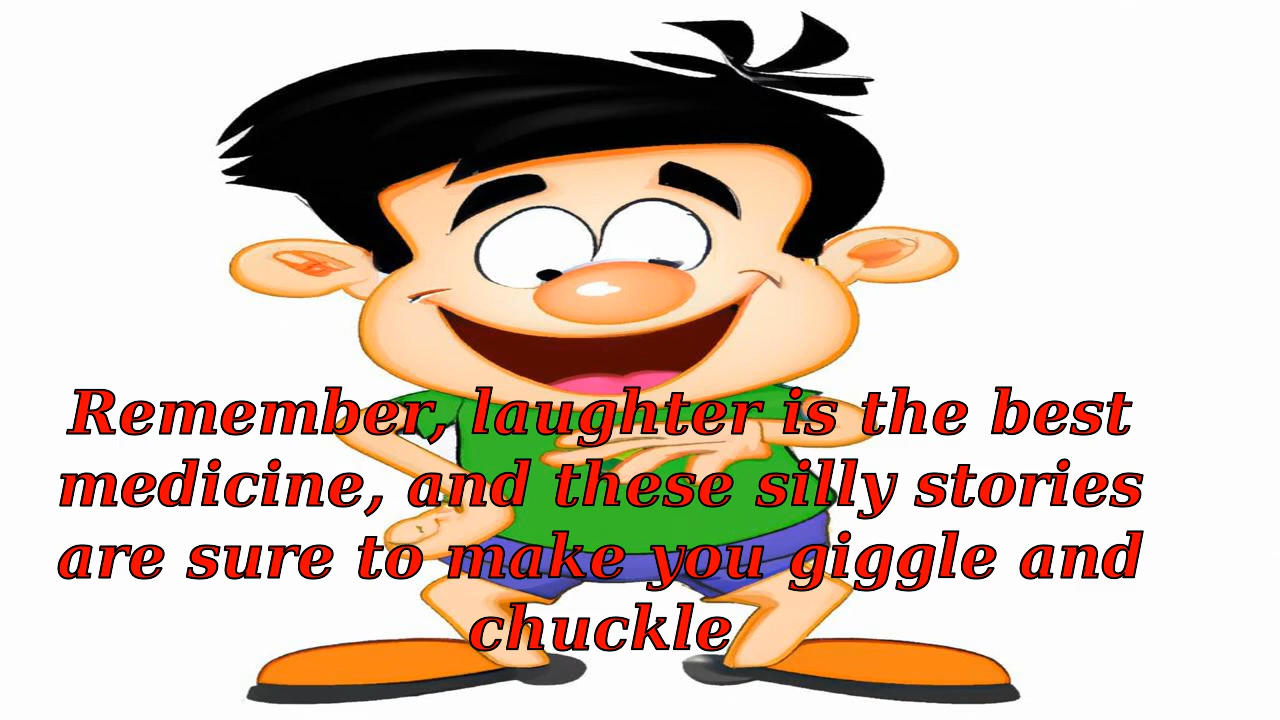 Remember, laughter is the best
medicine, and these silly stories
are sure to make you giggle and
chuckle